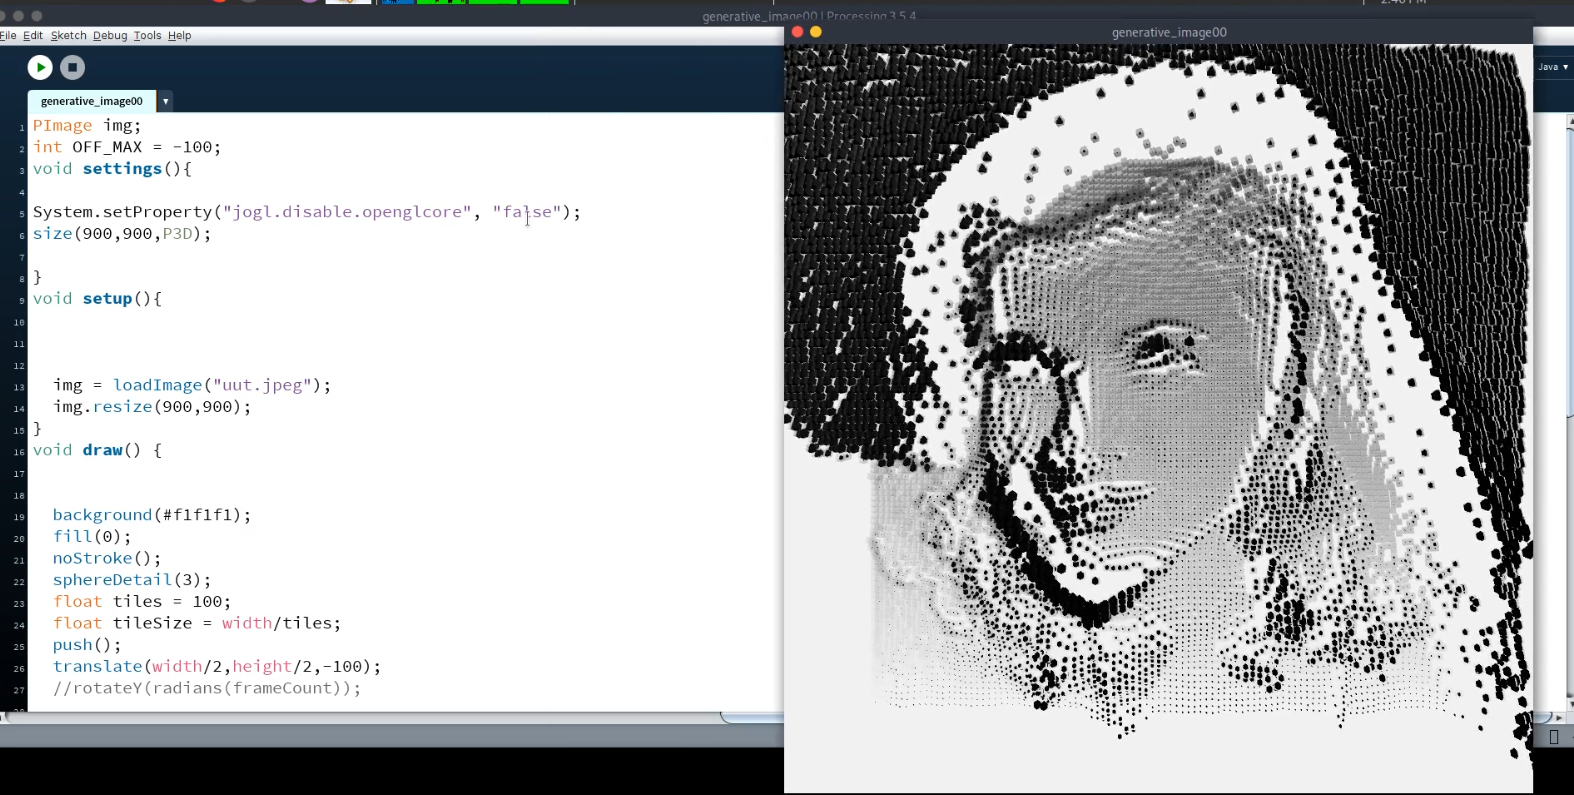 generative_image00 | Processing 3.5.4
File Edit Sketch Debug Tools Help
generative_image00
Java
generative_image00
1 PImage img;
2 int OFF_MAX = -100;
3 void settings(){
4
5 System.setProperty("jogl.disable.openglcore", "false");
6 size(900,900,P3D);
7
8 }
9 void setup(){
10
11
12
13 img = loadImage("uut.jpeg");
14 img.resize(900,900);
15 }
16 void draw() {
17
18
19 background(#f1f1f1);
20 fill(0);
21 noStroke();
22 sphereDetail(3);
23 float tiles = 100;
24 float tileSize = width/tiles;
25 push();
26 translate(width/2,height/2,-100);
27 //rotateY(radians(frameCount));